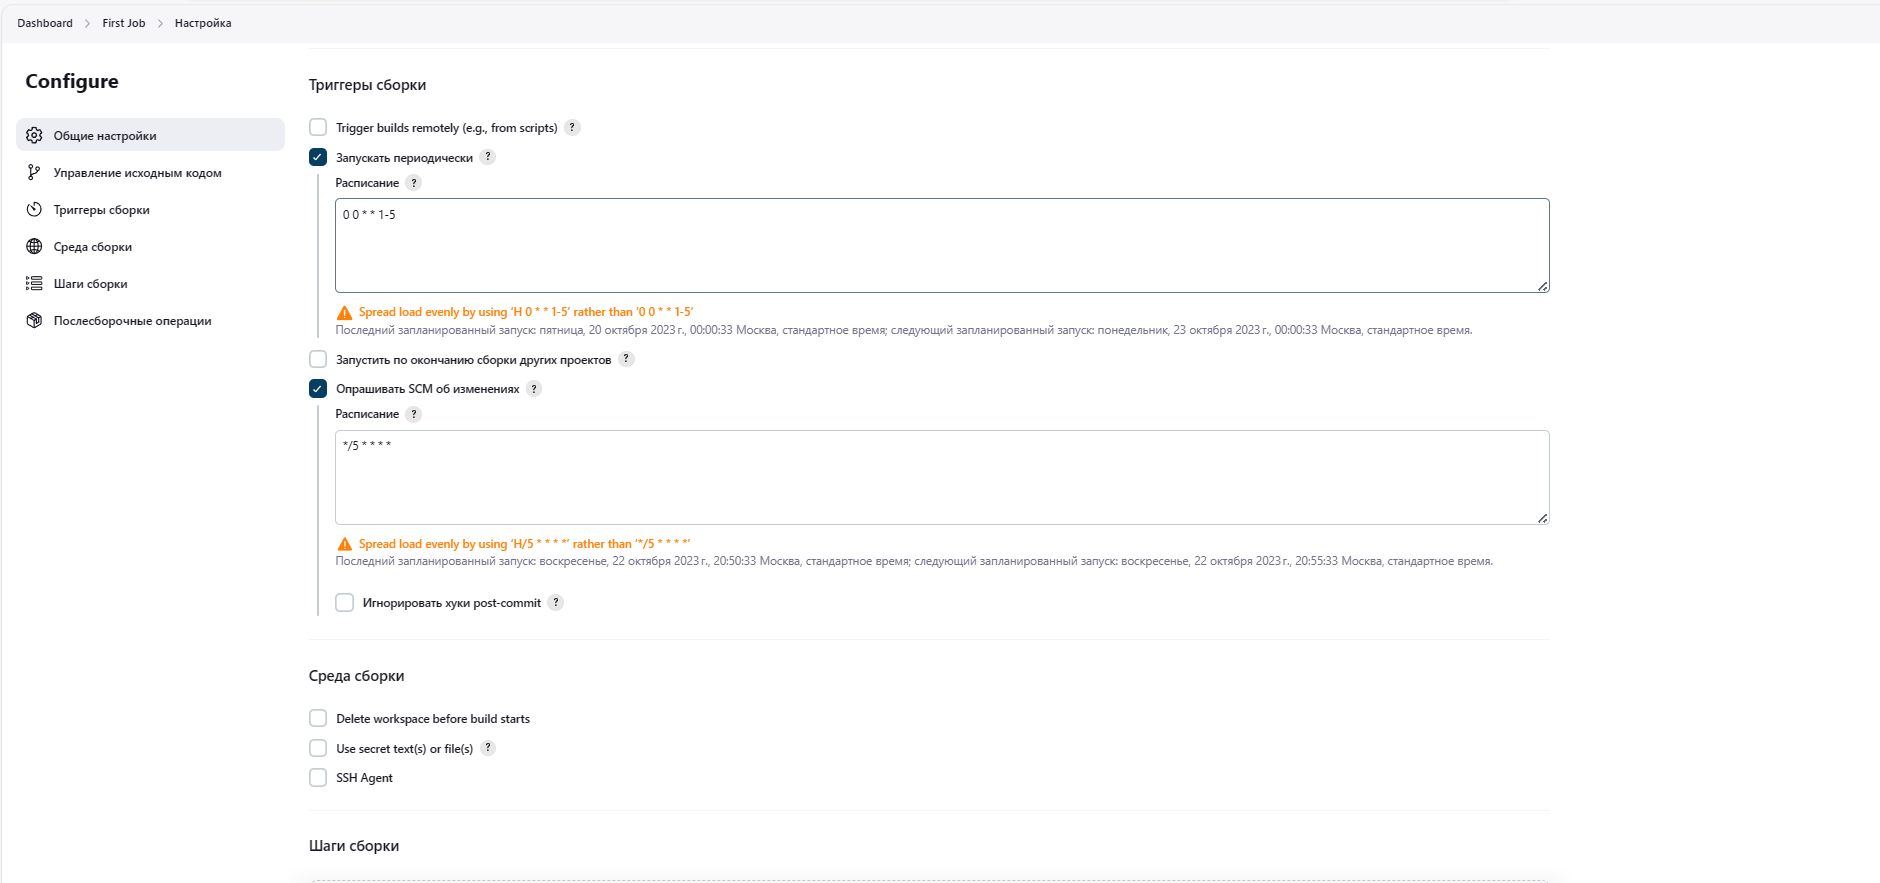 Dashboard > First Job > Настройка
Configure
Общие настройки
Управление исходным кодом
Триггеры сборки
Среда сборки
Шаги сборки
Послесборочные операции
Триггеры сборки
Trigger builds remotely (e.g., from scripts) ?
Запускать периодически ?
Расписание ?
0 0 * * 1-5
Spread load evenly by using ‘H 0 * * 1-5’ rather than ‘0 0 * * 1-5’
Последний запланированный запуск: пятница, 20 октября 2023 г., 00:00:33 Москва, стандартное время; следующий запланированный запуск: понедельник, 23 октября 2023 г., 00:00:33 Москва, стандартное время.
Запустить по окончанию сборки других проектов ?
Опрашивать SCM об изменениях ?
Расписание ?
*/5 * * * *
Spread load evenly by using ‘H/5 * * * *’ rather than ‘*/5 * * * *’
Последний запланированный запуск: воскресенье, 22 октября 2023 г., 20:50:33 Москва, стандартное время; следующий запланированный запуск: воскресенье, 22 октября 2023 г., 20:55:33 Москва, стандартное время.
Игнорировать хуки post-commit ?
Среда сборки
Delete workspace before build starts
Use secret text(s) or file(s) ?
SSH Agent
Шаги сборки